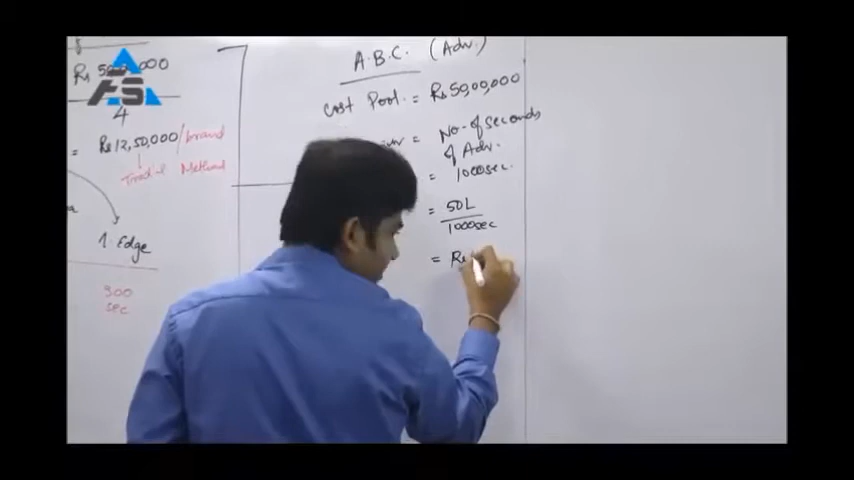 Rs 50,00,000
4
= Rs 12,50,000/brand
Trad-l Method
1 Edge
300
sec
A.B.C. (Adv.)
Cost Pool = Rs 50,00,000
= No. of Seconds
of Adv.
= 1000sec.
= 50L
1000sec
= Rs